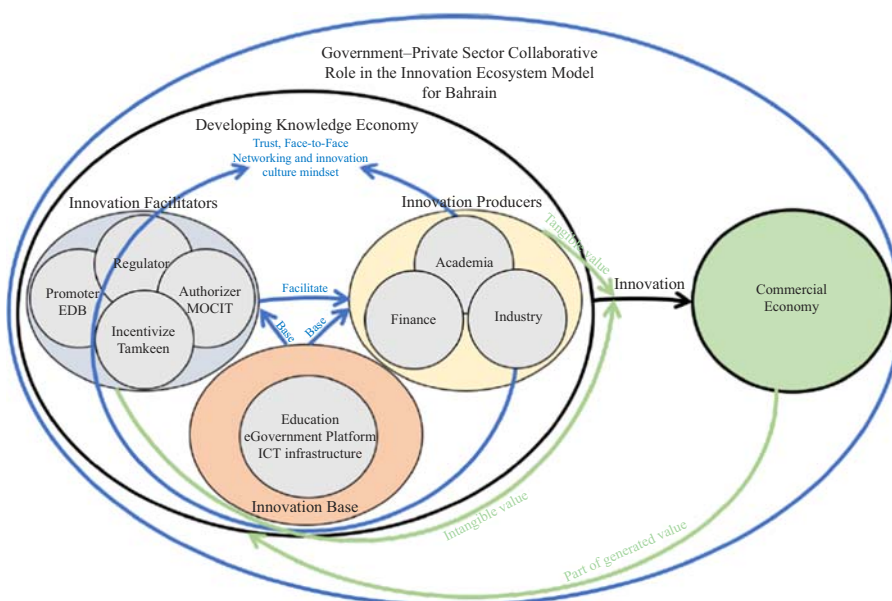 Government–Private Sector Collaborative
Role in the Innovation Ecosystem Model
for Bahrain
Developing Knowledge Economy
Trust, Face-to-Face
Networking and innovation
culture mindset
Innovation Facilitators
Innovation Producers
Regulator
Promoter
EDB
Authorizer
MOCIT
Incentivize
Tamkeen
Facilitate
Base
Base
Academia
Finance
Industry
Tangible value
Innovation
Commercial
Economy
Education
eGovernment Platform
ICT infrastructure
Innovation Base
Intangible value
Part of generated value